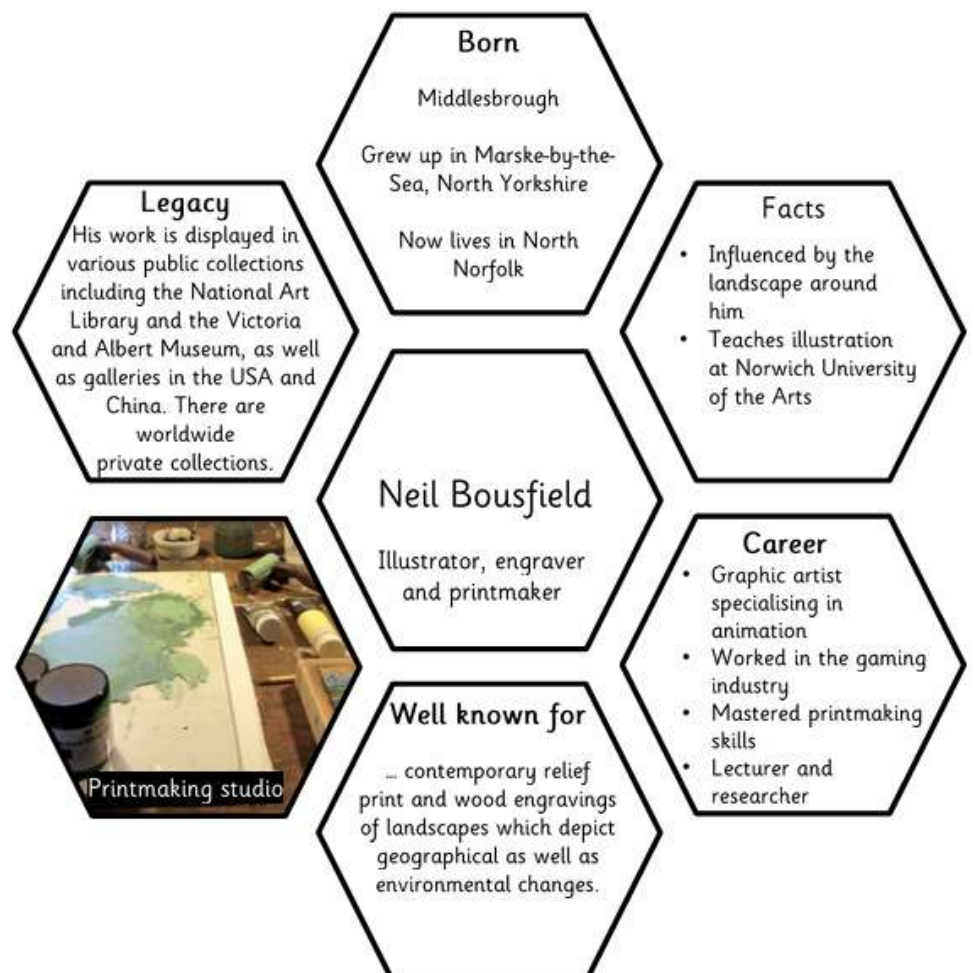 Born
Middlesbrough
Grew up in Marske-by-the-
Sea, North Yorkshire
Now lives in North
Norfolk
Legacy
His work is displayed in
various public collections
including the National Art
Library and the Victoria
and Albert Museum, as well
as galleries in the USA and
China. There are
worldwide
private collections.
Facts
• Influenced by the
landscape around
him
• Teaches illustration
at Norwich University
of the Arts
Neil Bousfield
Illustrator, engraver
and printmaker
Printmaking studio
Career
• Graphic artist
specialising in
animation
• Worked in the gaming
industry
• Mastered printmaking
skills
• Lecturer and
researcher
Well known for
... contemporary relief
print and wood engravings
of landscapes which depict
geographical as well as
environmental changes.